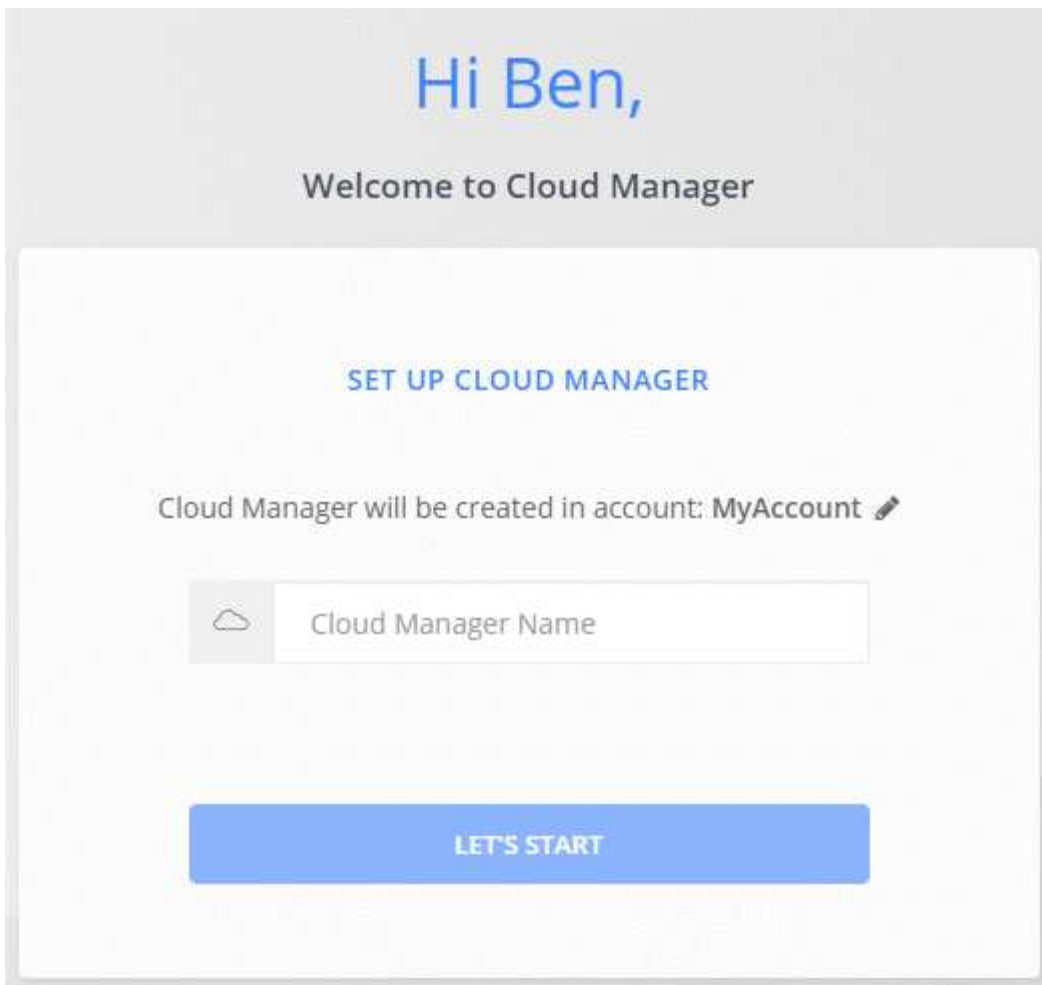 Hi Ben,
Welcome to Cloud Manager
SET UP CLOUD MANAGER
Cloud Manager will be created in account: MyAccount
Cloud Manager Name
LET'S START